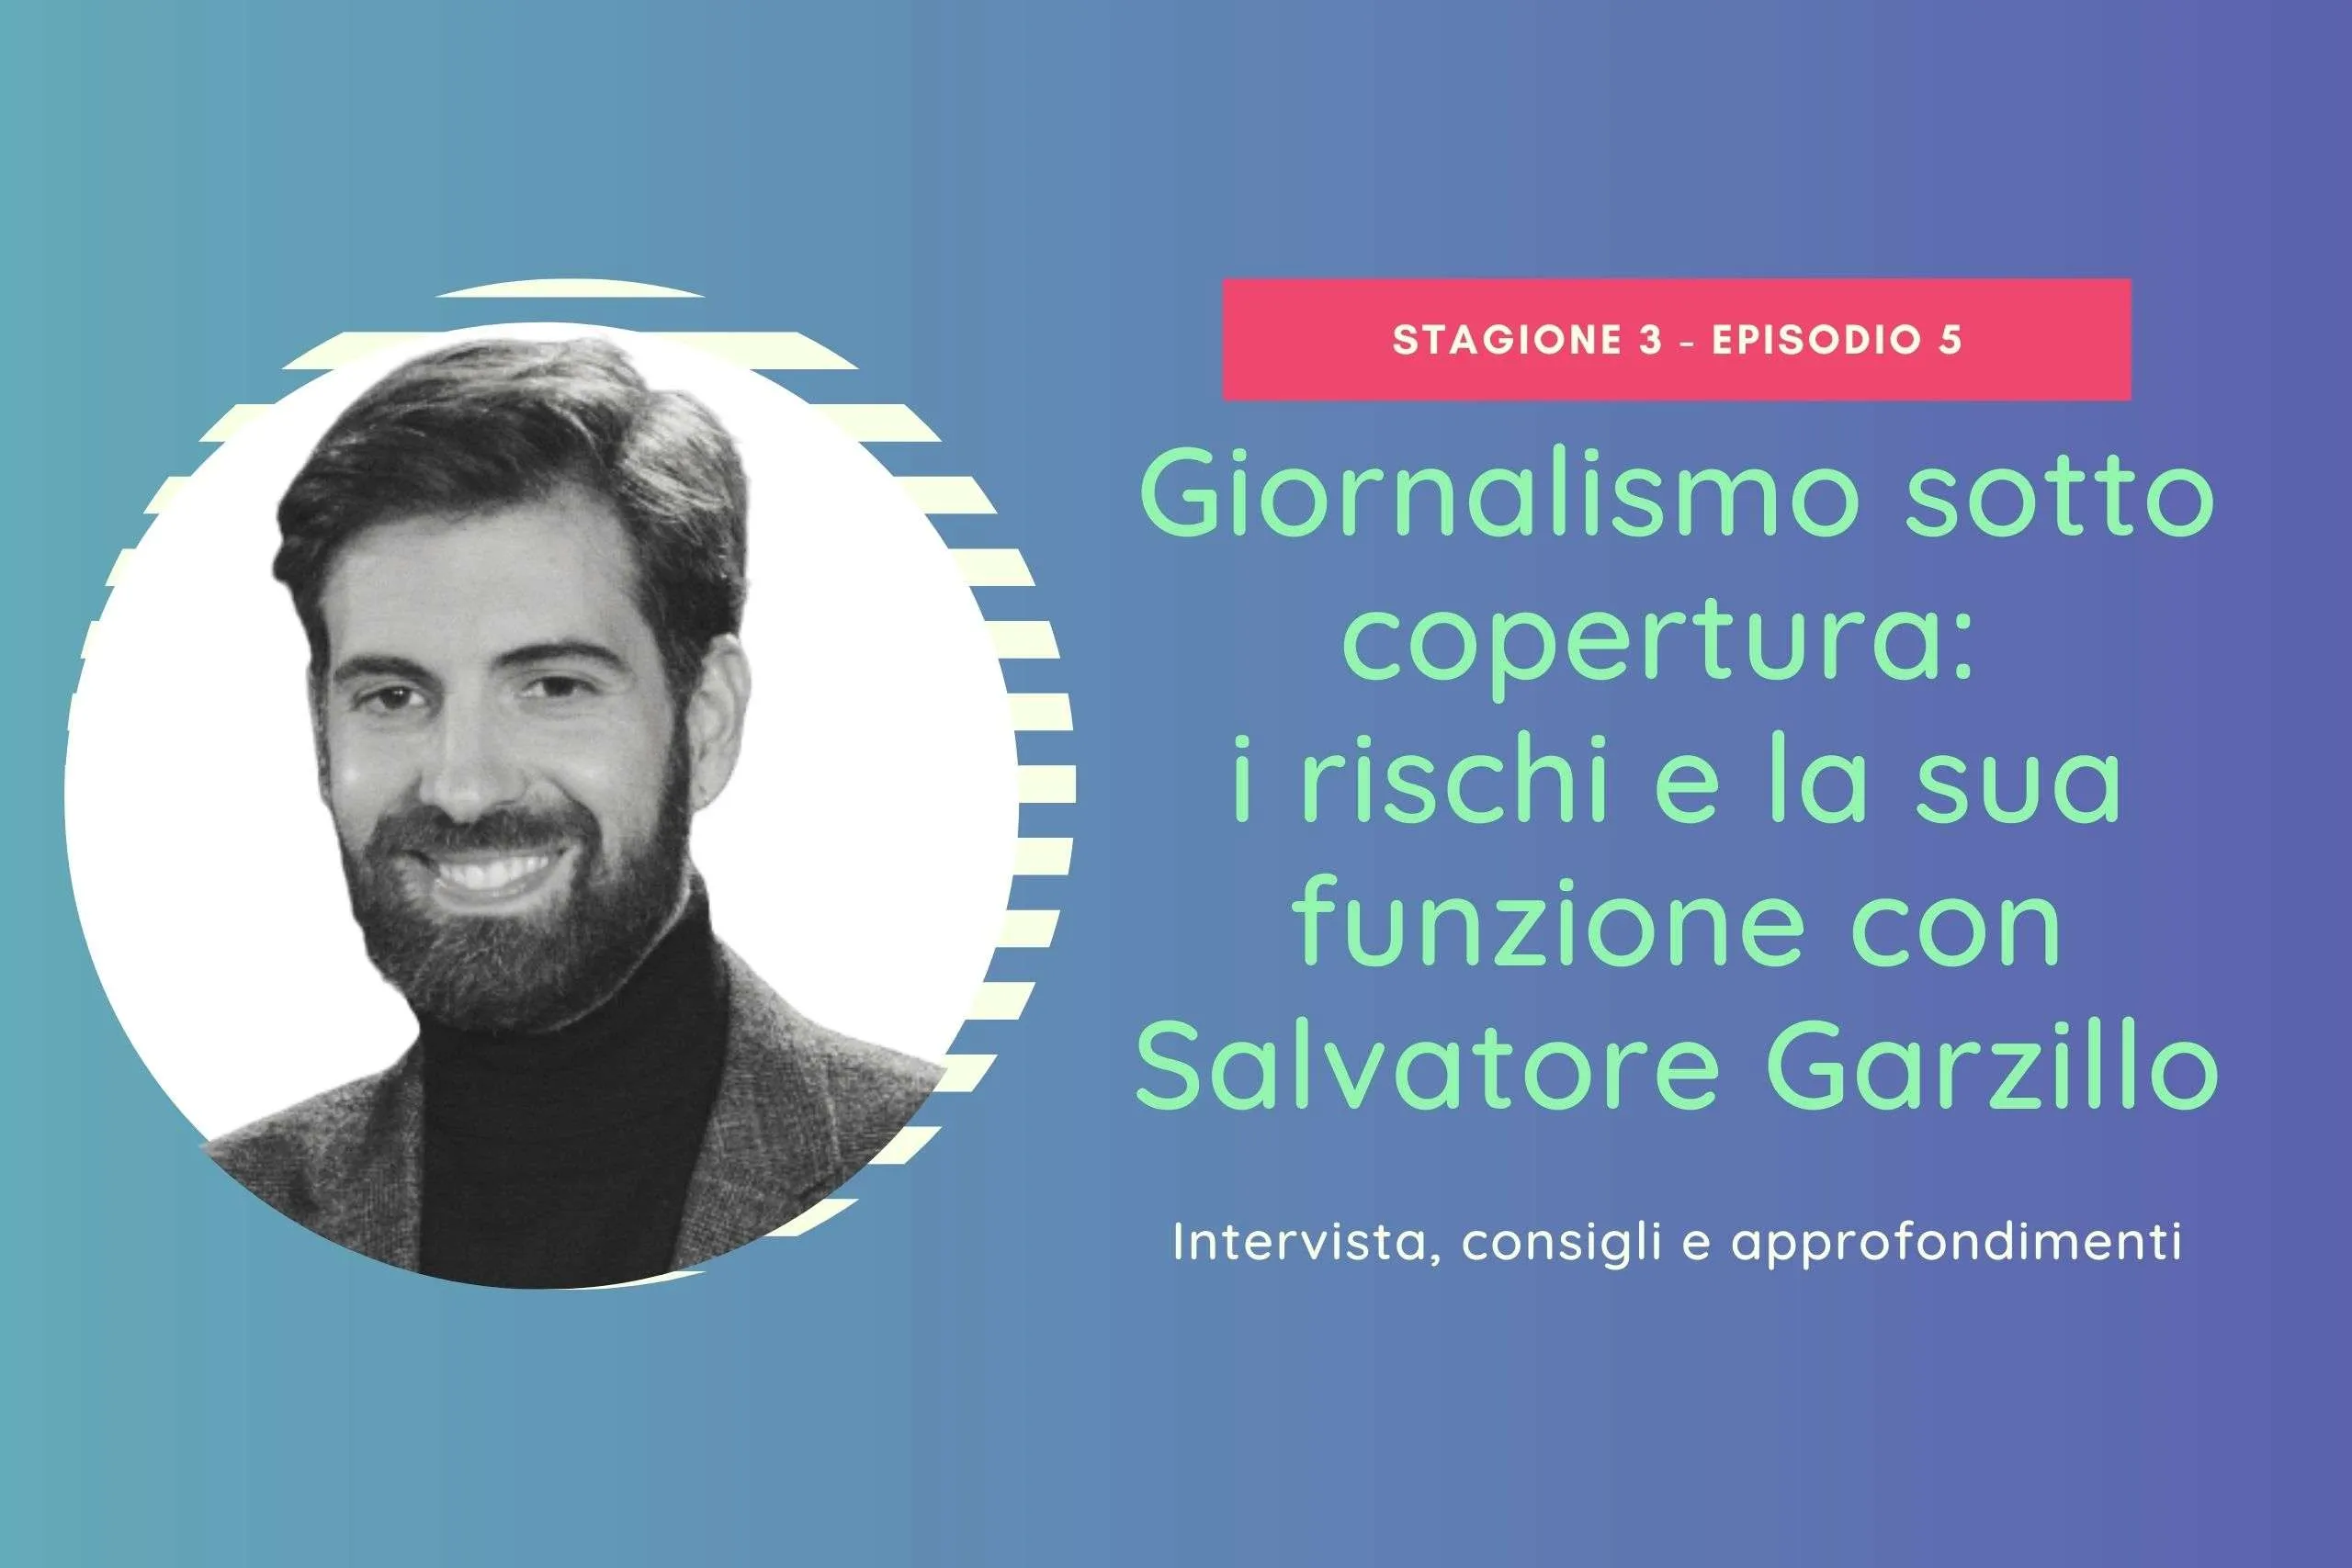 STAGIONE 3 - EPISODIO 5
Giornalismo sotto
copertura:
i rischi e la sua
funzione con
Salvatore Garzillo
Intervista, consigli e approfondimenti